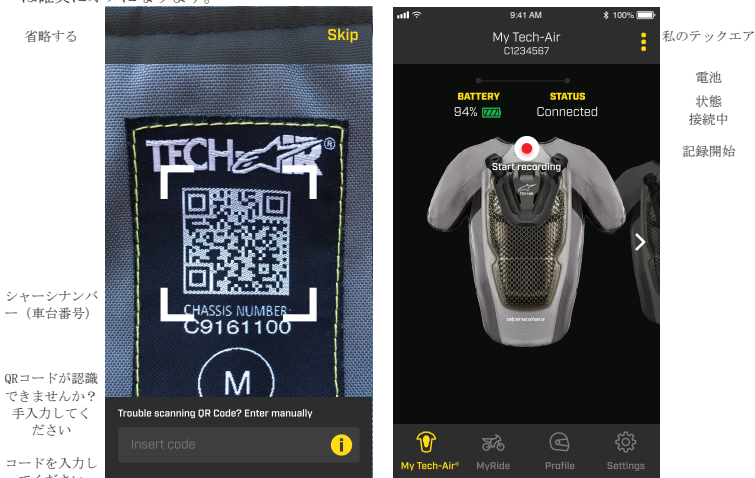 省略する
シャーシナンバ
ー（車台番号）
QRコードが認識
できませんか？
手入力してく
ださい
コードを入力し
Skip
TECH-AIR®
CHASSIS NUMBER:
C9161100
M
Trouble scanning QR Code? Enter manually
Insert code
i
9:41 AM
100%
My Tech-Air
C1234567
BATTERY
STATUS
94%
Connected
Start recording
TECH-AIR
alpinestars
My Tech-Air®
MyRide
Profile
Settings
私のテックエア
電池
状態
接続中
記録開始